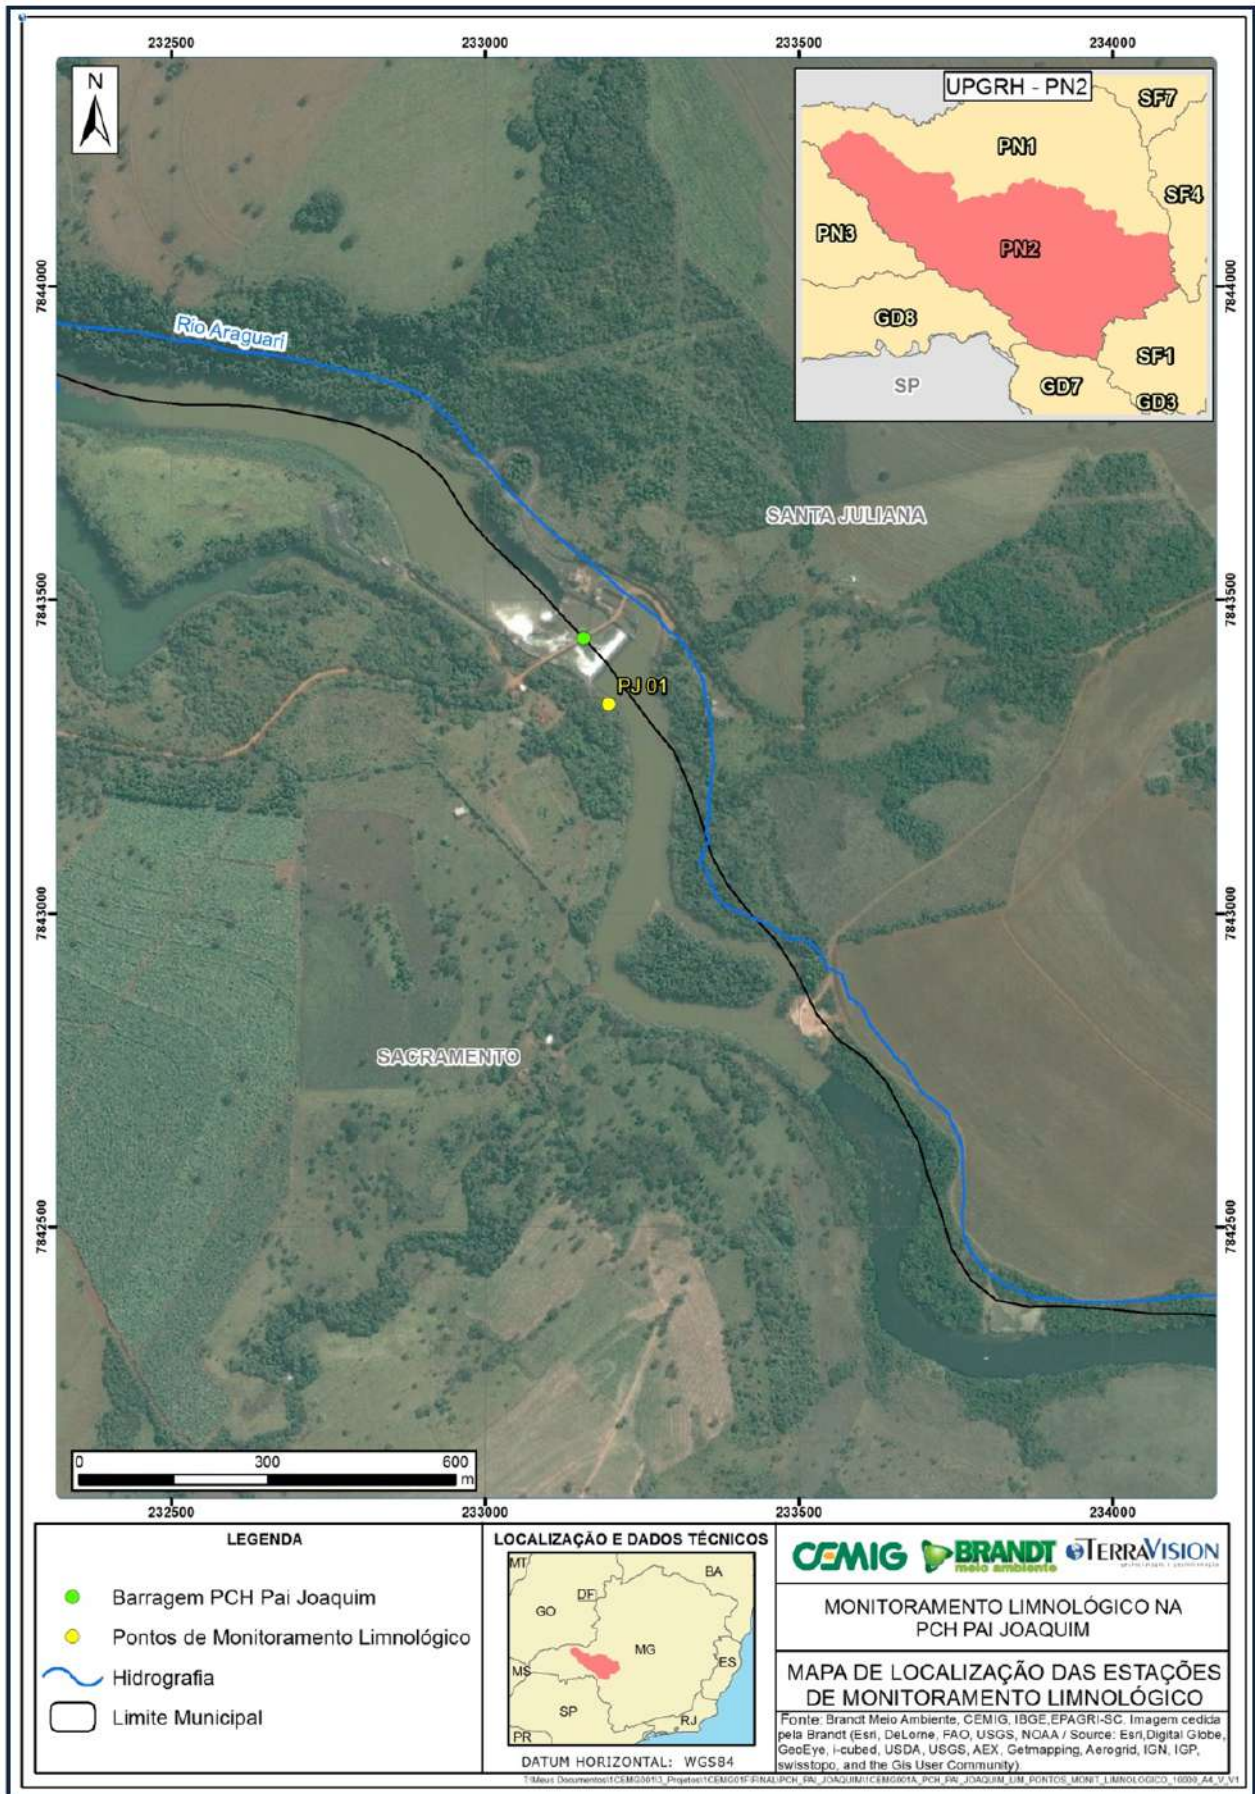 232500
233000
233500
234000
N
UPGRH - PN2
SF7
PN1
SF4
PN3
PN2
GD8
SF1
SP
GD7
GD3
7844000
7844000
Rio Araguari
SANTA JULIANA
7843500
7843500
PJ 01
7843000
7843000
SACRAMENTO
7842500
7842500
0 300 600
m
232500
233000
233500
234000
LEGENDA
Barragem PCH Pai Joaquim
Pontos de Monitoramento Limnológico
Hidrografia
Limite Municipal
LOCALIZAÇÃO E DADOS TÉCNICOS
MT
BA
DF
GO
MG
MS
ES
SP
RJ
PR
DATUM HORIZONTAL: WGS84
CEMIG
BRANDT
meio ambiente
TERRAVISION
MONITORAMENTO LIMNOLÓGICO NA
PCH PAI JOAQUIM
MAPA DE LOCALIZAÇÃO DAS ESTAÇÕES
DE MONITORAMENTO LIMNOLÓGICO
Fonte: Brandt Meio Ambiente, CEMIG, IBGE,EPAGRI-SC. Imagem cedida
pela Brandt (Esri, DeLorne, FAO, USGS, NOAA / Source: Esri,Digital Globe,
GeoEye, i-cubed, USDA, USGS, AEX, Getmapping, Aerogrid, IGN, IGP,
swisstopo, and the Gis User Community)